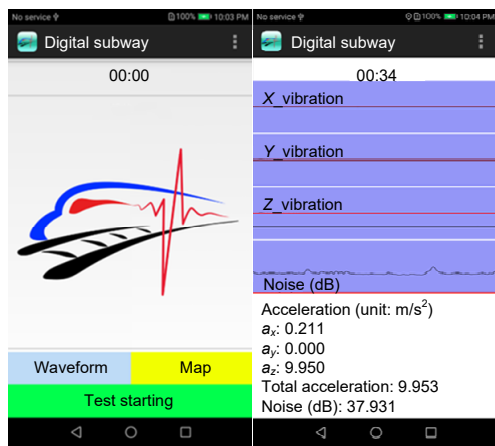 No service 100% 10:03 PM
Digital subway
00:00
Waveform Map
Test starting
No service 100% 10:04 PM
Digital subway
00:34
X_vibration
Y_vibration
Z_vibration
Noise (dB)
Acceleration (unit: m/s²)
aₓ: 0.211
aᵧ: 0.000
a_z: 9.950
Total acceleration: 9.953
Noise (dB): 37.931